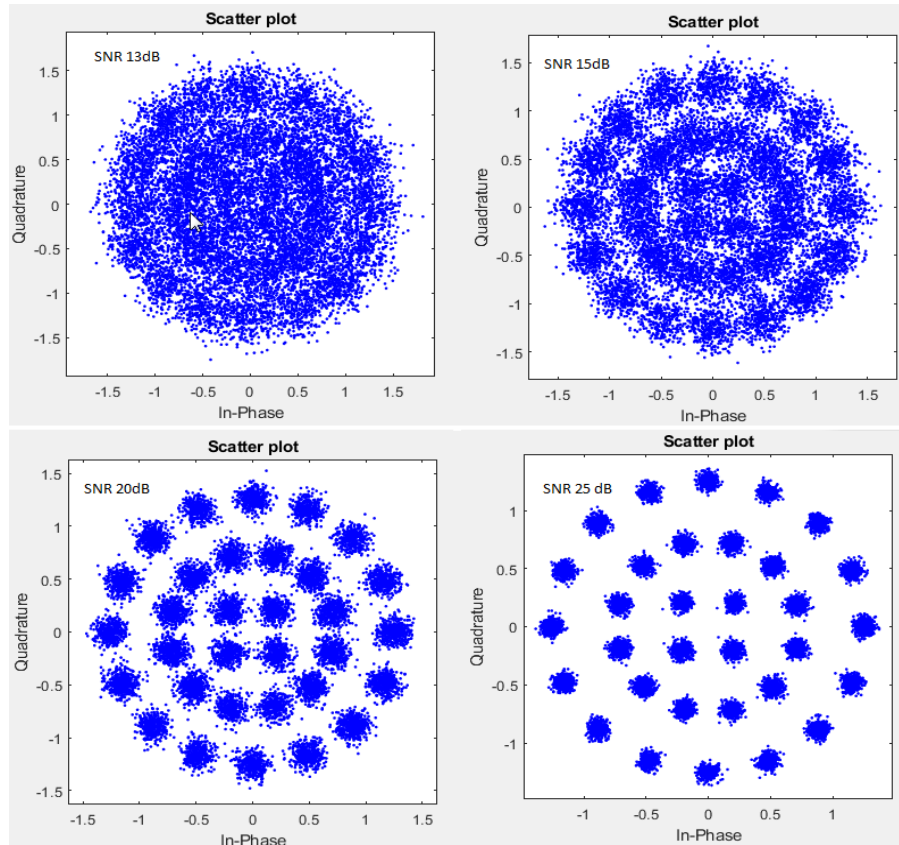 Scatter plot
SNR 13dB
Quadrature
1.5
1
0.5
0
-0.5
-1
-1.5
-1.5 -1 -0.5 0 0.5 1 1.5
In-Phase
Scatter plot
SNR 15dB
Quadrature
1.5
1
0.5
0
-0.5
-1
-1.5
-1.5 -1 -0.5 0 0.5 1 1.5
In-Phase
Scatter plot
SNR 20dB
Quadrature
1.5
1
0.5
0
-0.5
-1
-1.5
-1.5 -1 -0.5 0 0.5 1 1.5
In-Phase
Scatter plot
SNR 25 dB
Quadrature
1
0.5
0
-0.5
-1
-1 -0.5 0 0.5 1
In-Phase